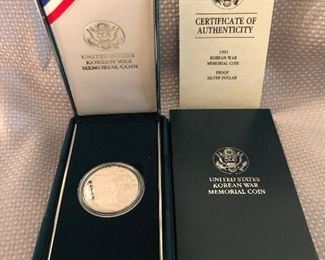 CERTIFICATE OF
AUTHENTICITY
1991
KOREAN WAR
MEMORIAL COIN
PROOF
SILVER DOLLAR
UNITED STATES
KOREAN WAR
MEMORIAL COIN
UNITED STATES
KOREAN WAR
MEMORIAL COIN